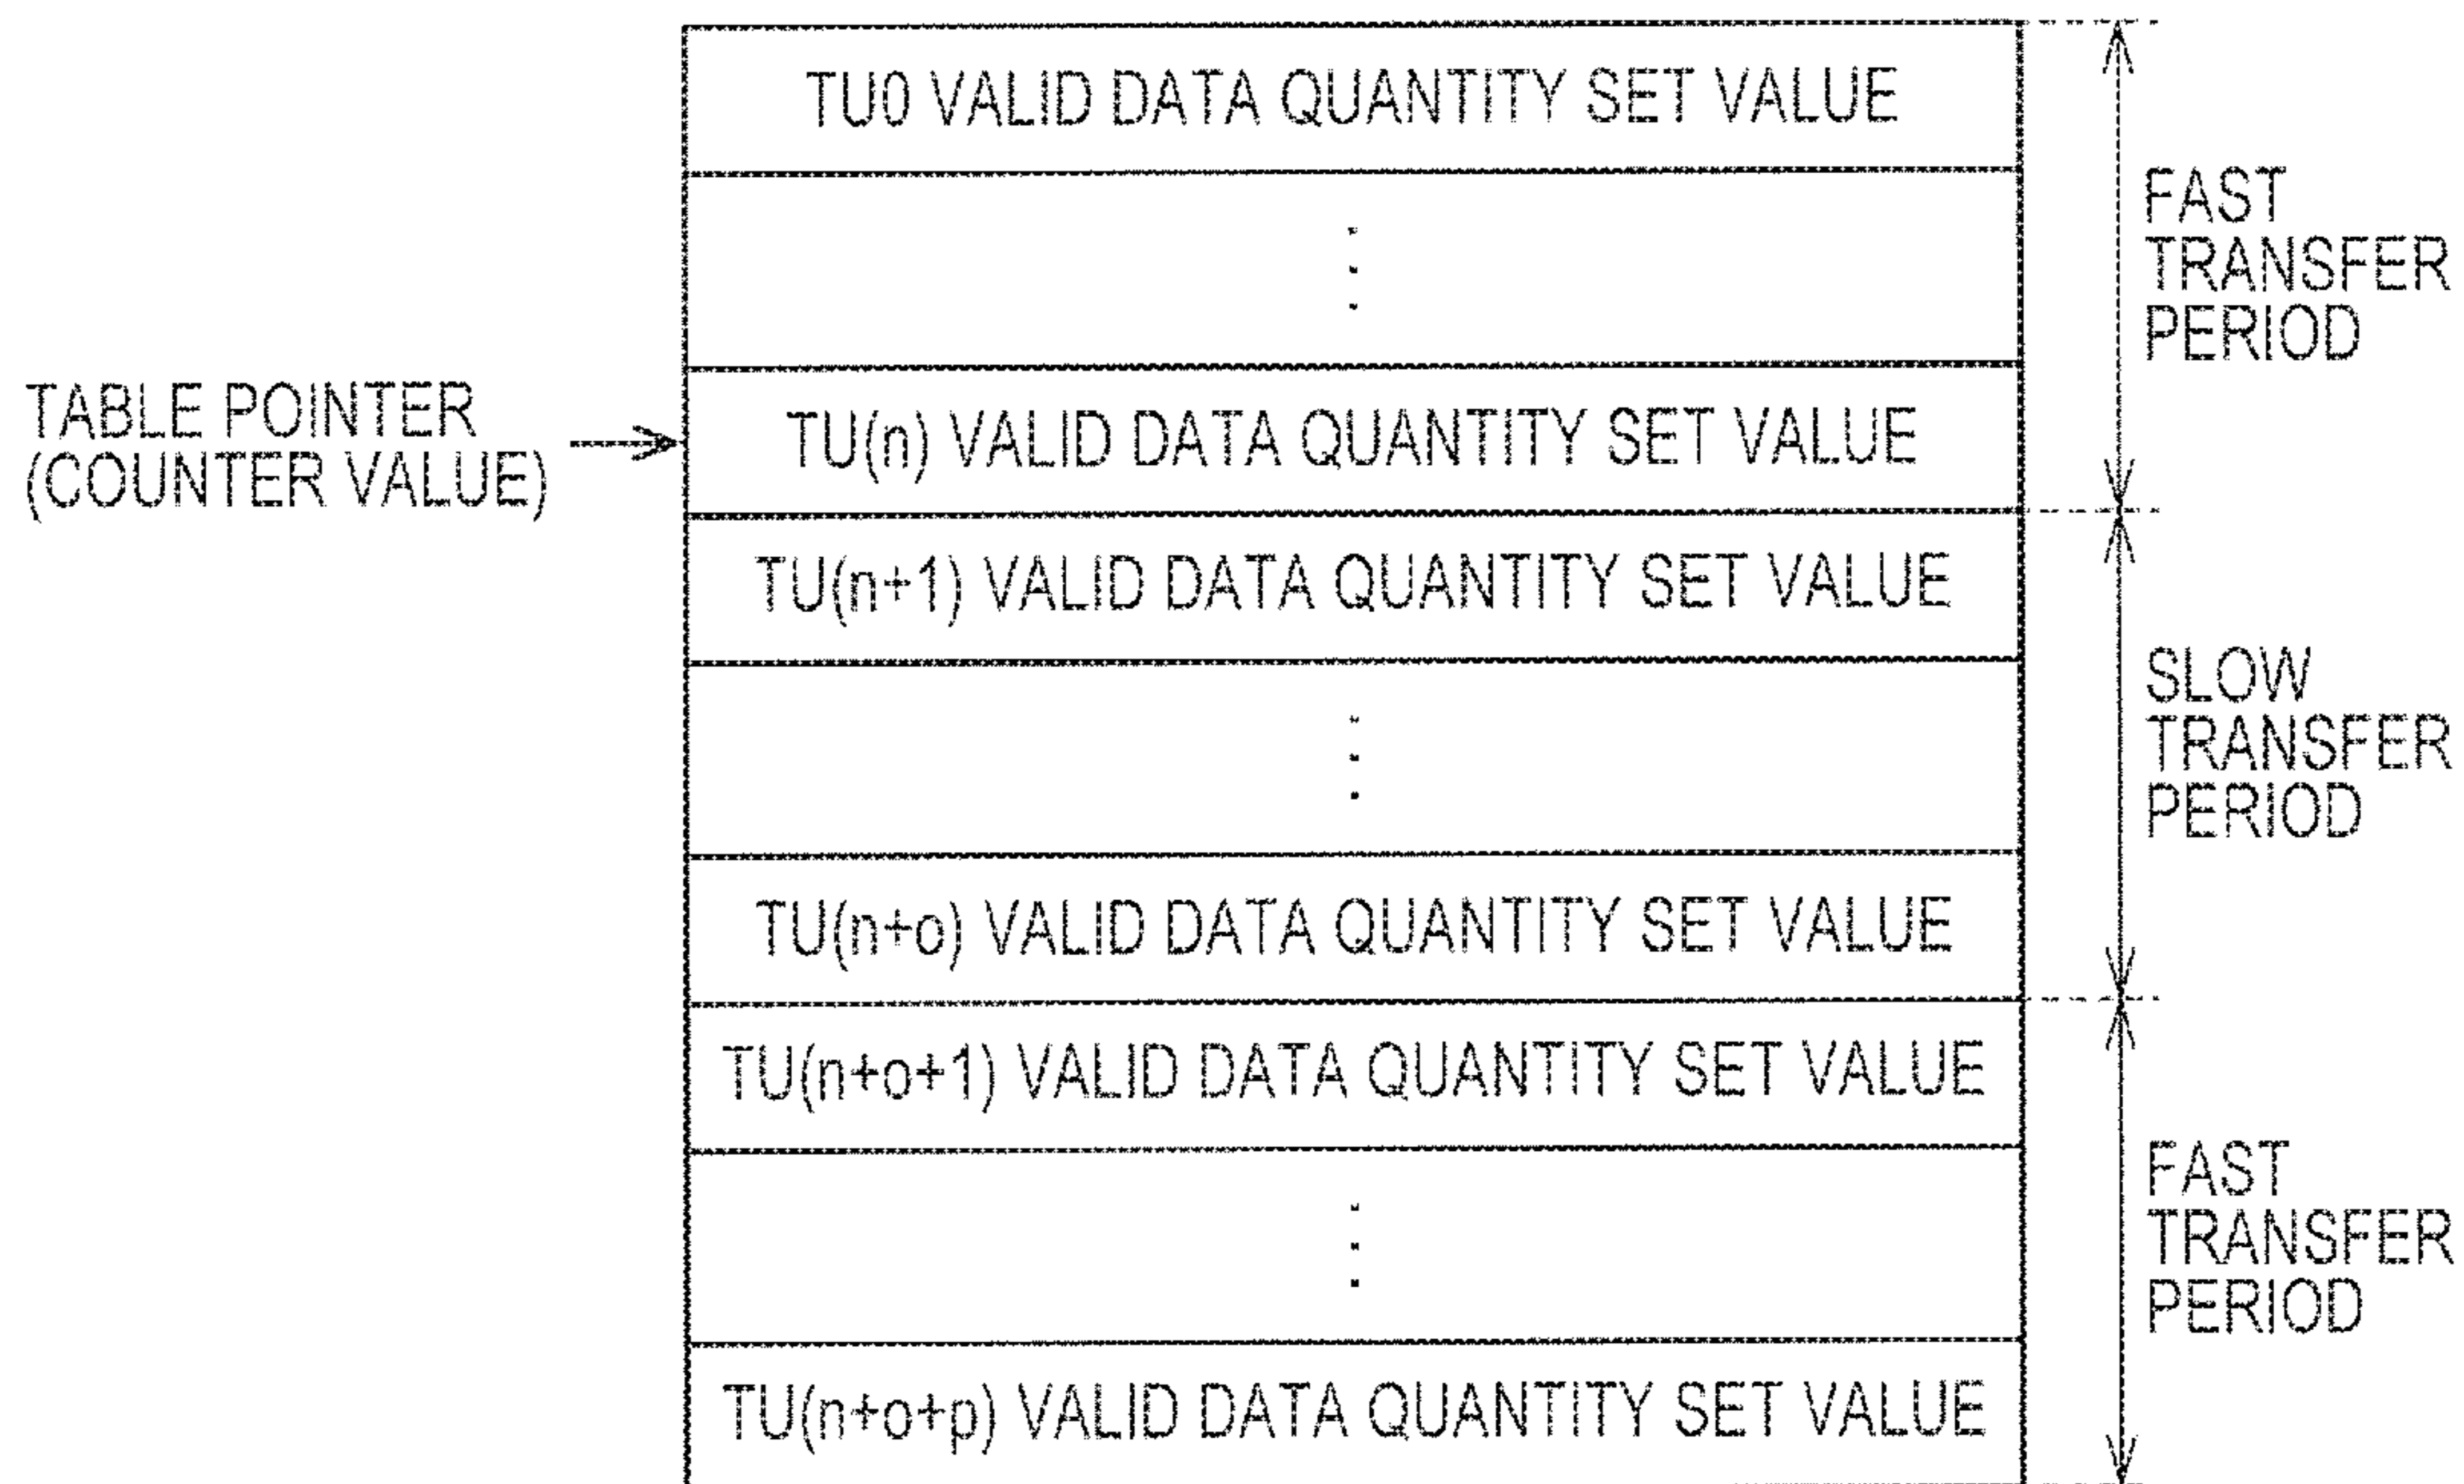 TU0 VALID DATA QUANTITY SET VALUE
FAST
TRANSFER
PERIOD
TABLE POINTER
(COUNTER VALUE)
TU(n) VALID DATA QUANTITY SET VALUE
TU(n+1) VALID DATA QUANTITY SET VALUE
SLOW
TRANSFER
PERIOD
TU(n+o) VALID DATA QUANTITY SET VALUE
TU(n+o+1) VALID DATA QUANTITY SET VALUE
FAST
TRANSFER
PERIOD
TU(n+o+p) VALID DATA QUANTITY SET VALUE